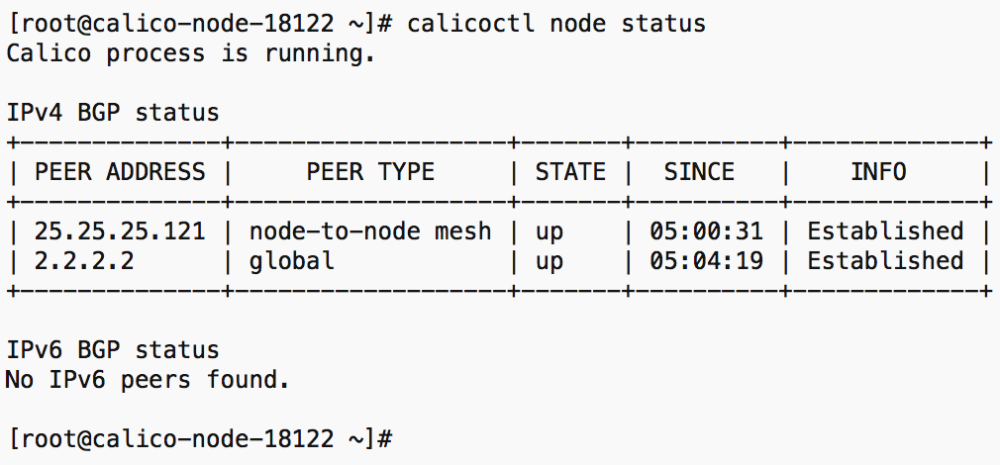 [root@calico-node-18122 ~]# calicoctl node status
Calico process is running.

IPv4 BGP status
+--------------+-------------------+-------+----------+-------------+
| PEER ADDRESS |     PEER TYPE     | STATE |  SINCE   |    INFO     |
+--------------+-------------------+-------+----------+-------------+
| 25.25.25.121 | node-to-node mesh | up    | 05:00:31 | Established |
| 2.2.2.2      | global            | up    | 05:04:19 | Established |
+--------------+-------------------+-------+----------+-------------+

IPv6 BGP status
No IPv6 peers found.

[root@calico-node-18122 ~]#